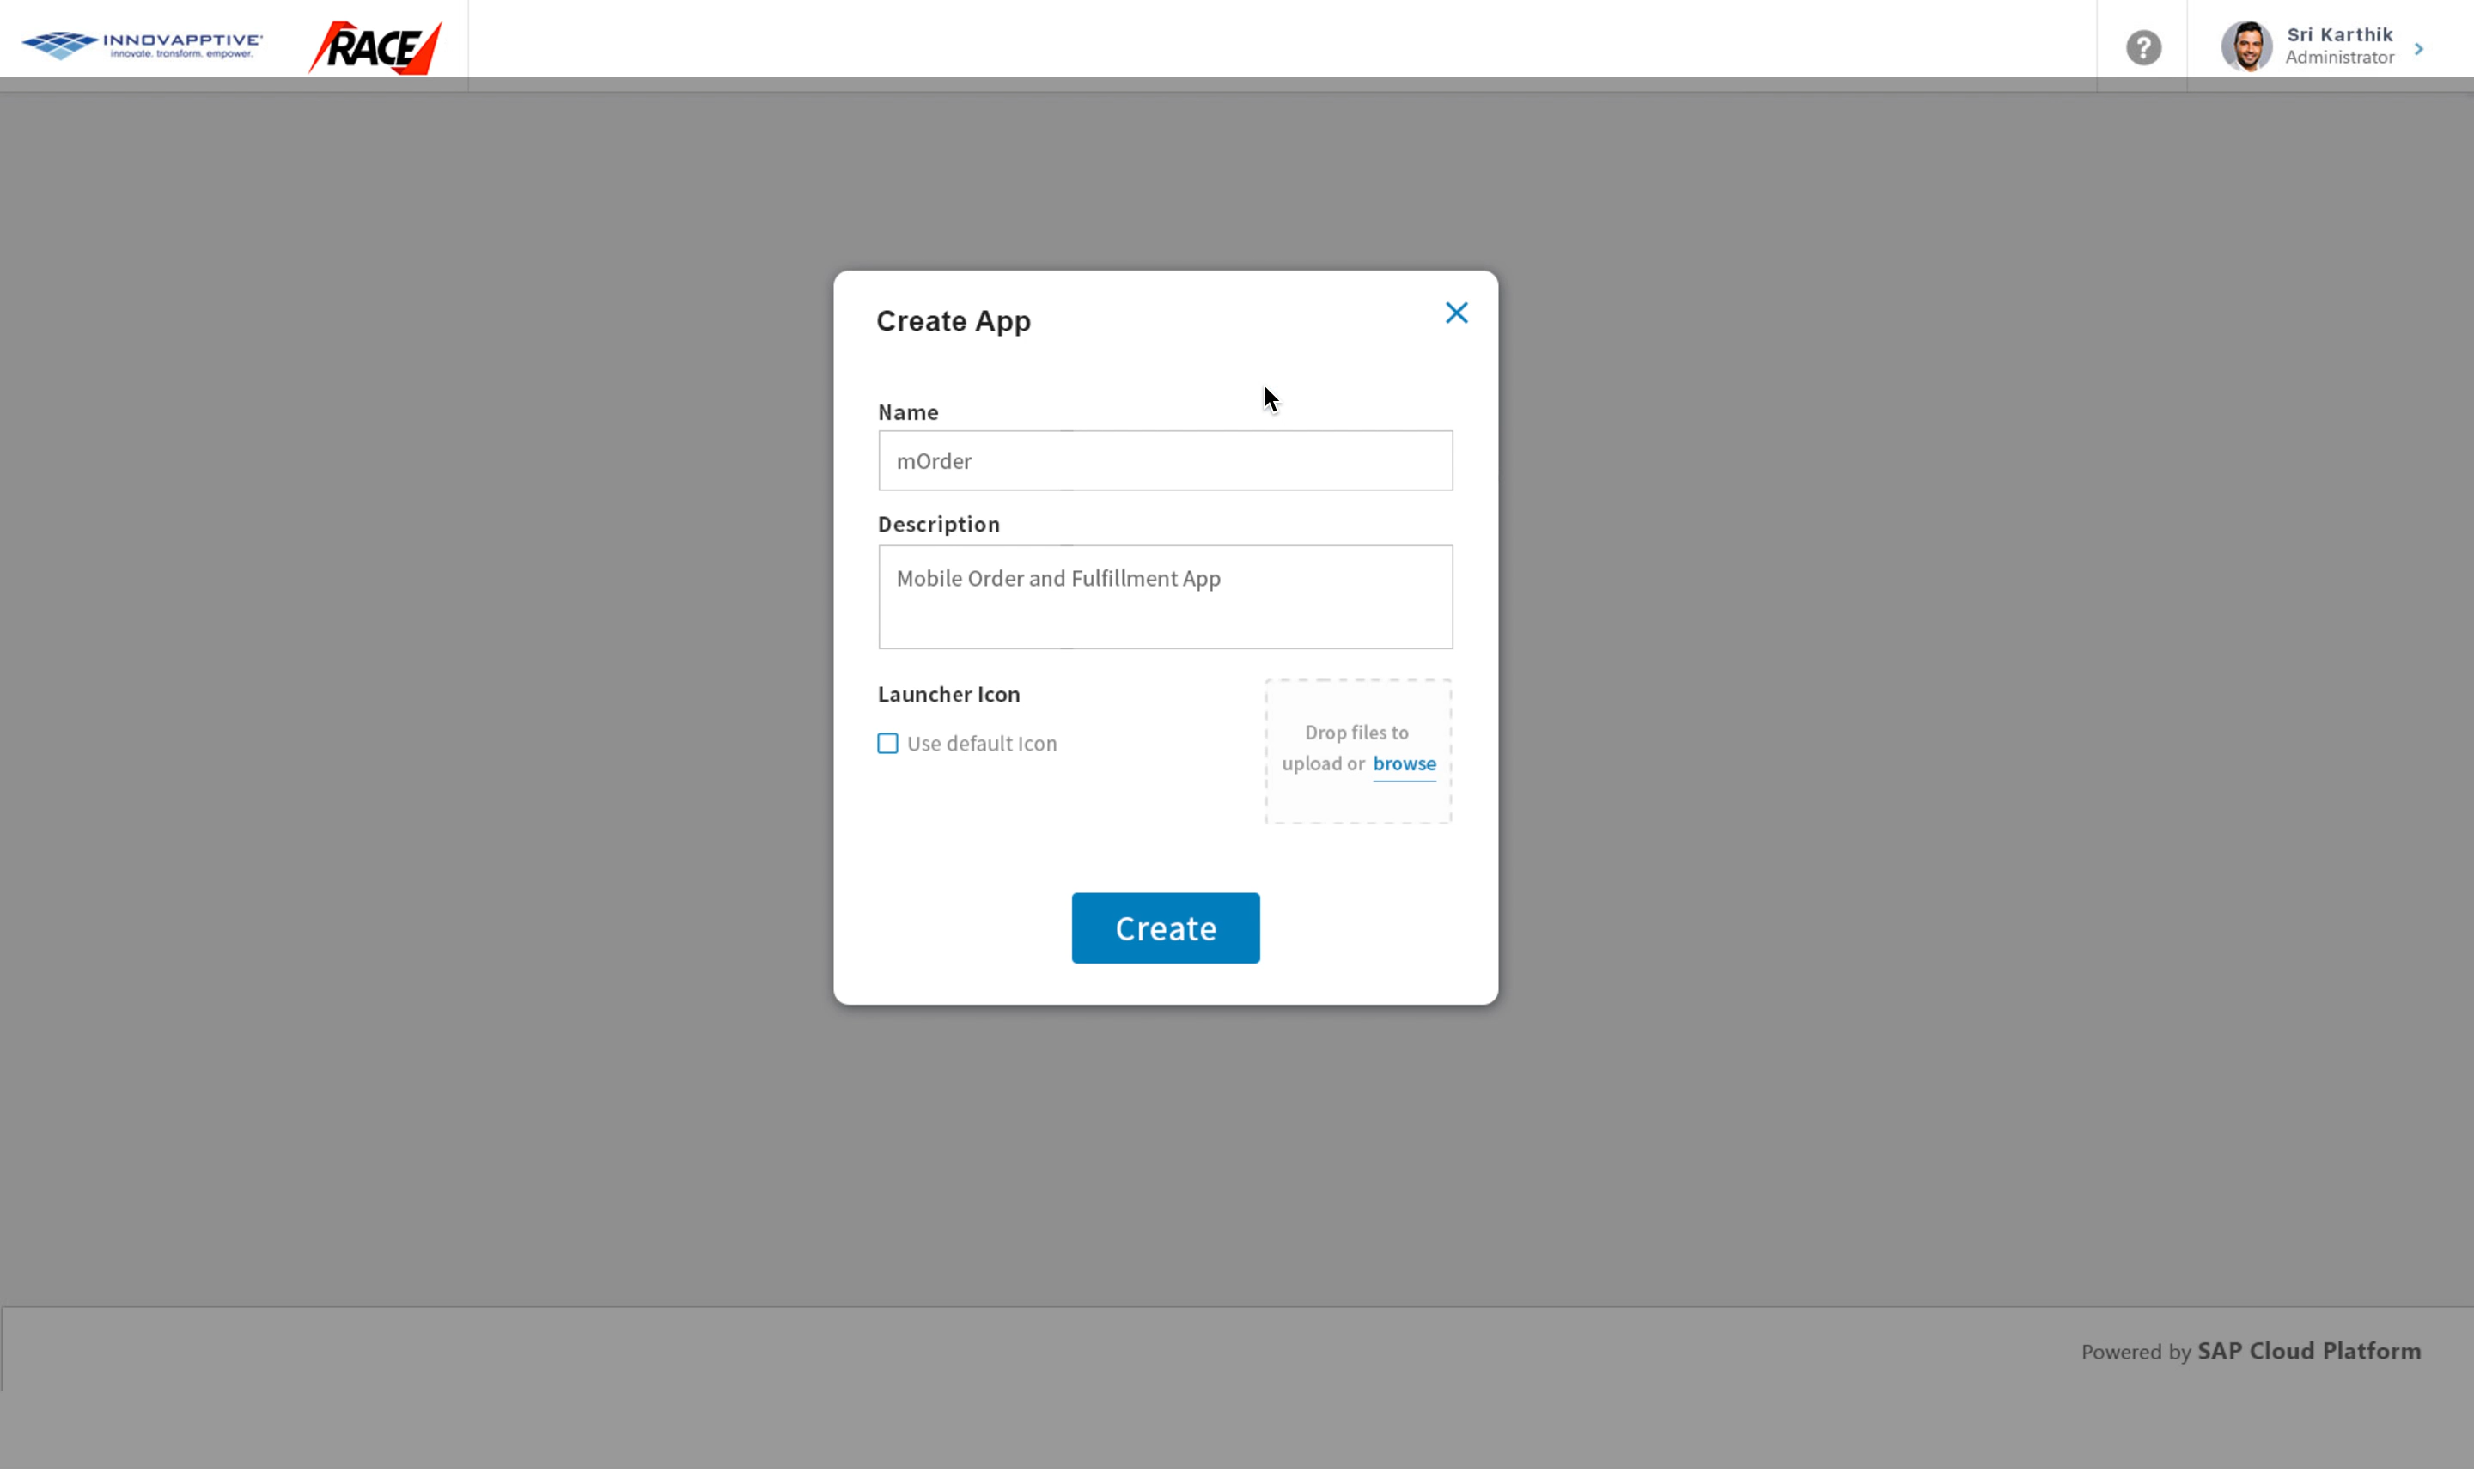 INNOVAPPTIVE
innovate. transform. empower.
RACE
?
Sri Karthik
Administrator
Create App
Name
mOrder
Description
Mobile Order and Fulfillment App
Launcher Icon
Use default Icon
Drop files to
upload or browse
Create
Powered by SAP Cloud Platform